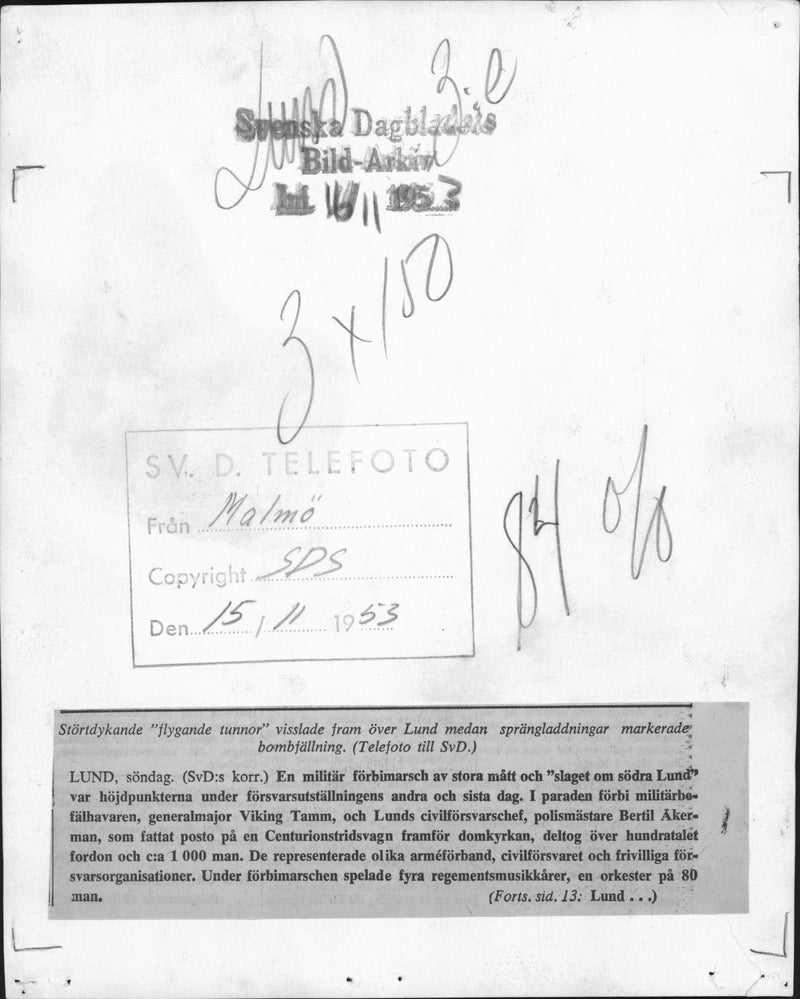 Lund 3.
Svenska Dagbladets
Bild-Arkiv
Inl 16/11 1953
3 x 150
SV. D. TELEFOTO
Från Malmö
Copyright SDS
Den 15 / 11 1953
84 %
Störtdykande ”flygande tunnor” visslade fram över Lund medan sprängladdningar markerade
bombfällning. (Telefoto till SvD.)
LUND, söndag. (SvD:s korr.) En militär förbimarsch av stora mått och ”slaget om södra Lund”
var höjdpunkterna under försvarsutställningens andra och sista dag. I paraden förbi militärbe-
fälhavaren, generalmajor Viking Tamm, och Lunds civilförsvarschef, polismästare Bertil Åker-
man, som fattat posto på en Centurionstridsvagn framför domkyrkan, deltog över hundratalet
fordon och c:a 1 000 man. De representerade olika arméförband, civilförsvaret och frivilliga för-
svarsorganisationer. Under förbimarschen spelade fyra regementsmusikkårer, en orkester på 80
man. (Forts. sid. 13: Lund . . .)